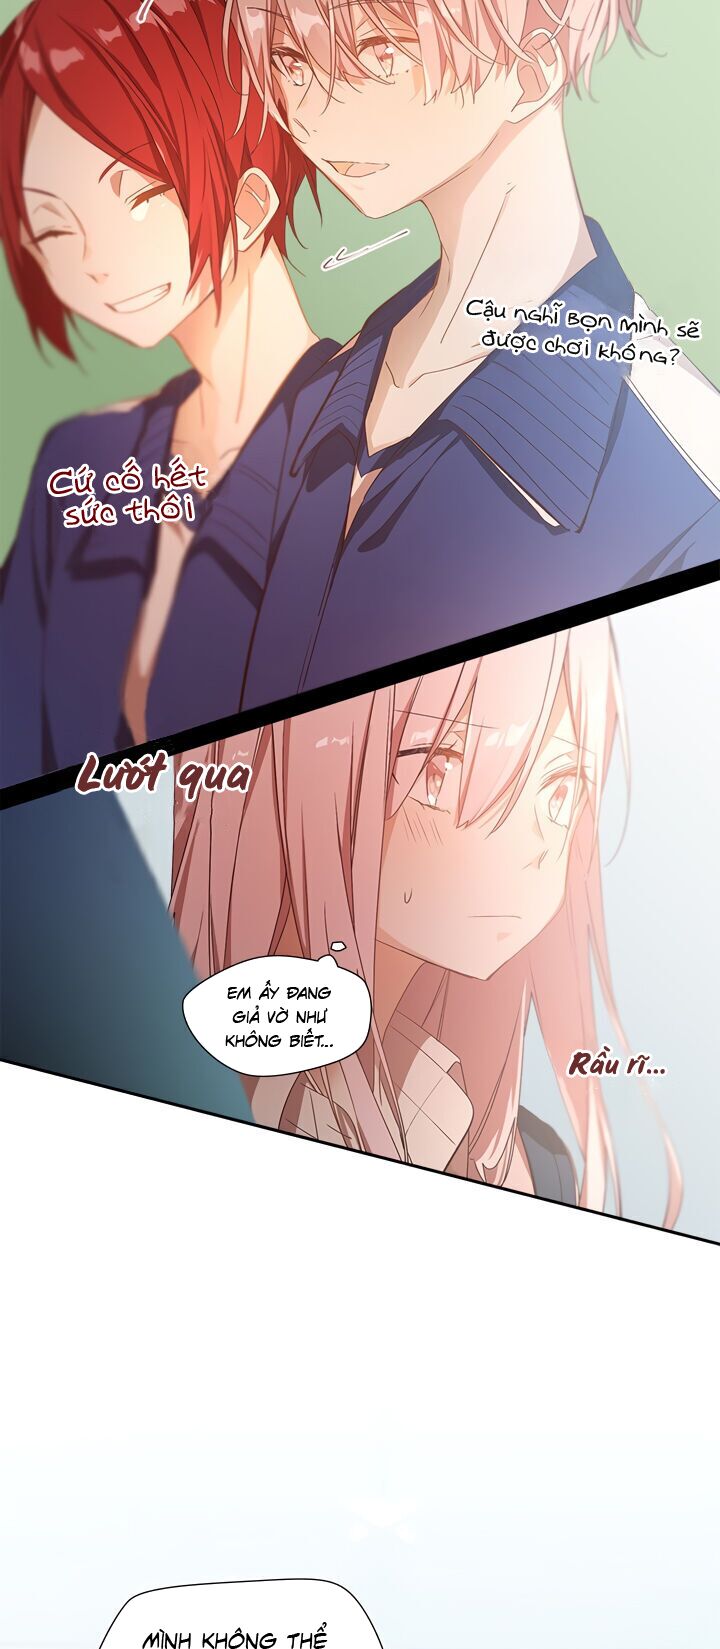 Cậu nghĩ bọn mình sẽ
được chơi không?
Cứ cố hết
sức thôi
Lướt qua
EM ẤY ĐANG
GIẢ VỜ NHƯ
KHÔNG BIẾT...
Rầu rĩ...
MÌNH KHÔNG THỂ